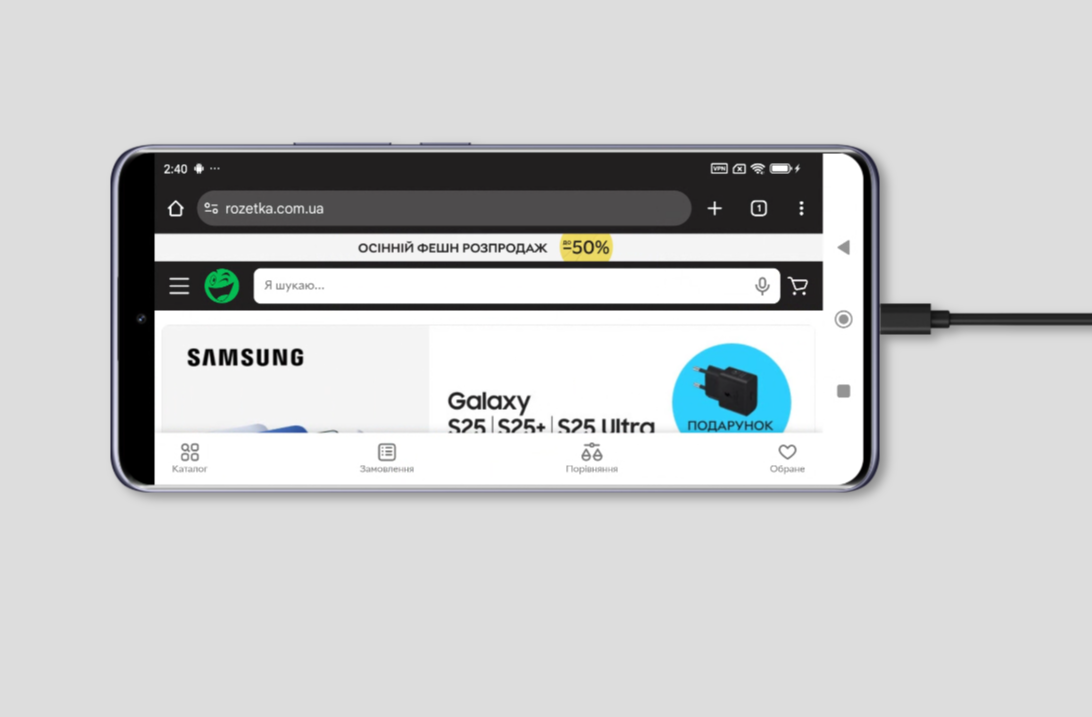 2:40
VPN
rozetka.com.ua
1
ОСІННІЙ ФЕШН РОЗПРОДАЖ до -50%
Я шукаю...
SAMSUNG
Galaxy
S25 | S25+ | S25 Ultra
ПОДАРУНОК
Каталог
Замовлення
Порівняння
Обране